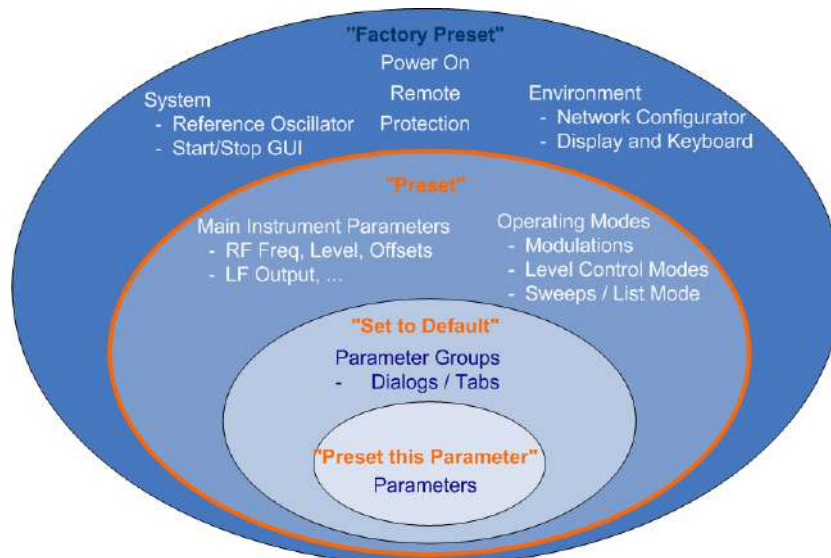 "Factory Preset"
Power On
Remote
Protection
System
- Reference Oscillator
- Start/Stop GUI
Environment
- Network Configurator
- Display and Keyboard
"Preset"
Main Instrument Parameters
- RF Freq, Level, Offsets
- LF Output, ...
Operating Modes
- Modulations
- Level Control Modes
- Sweeps / List Mode
"Set to Default"
Parameter Groups
- Dialogs / Tabs
"Preset this Parameter"
Parameters